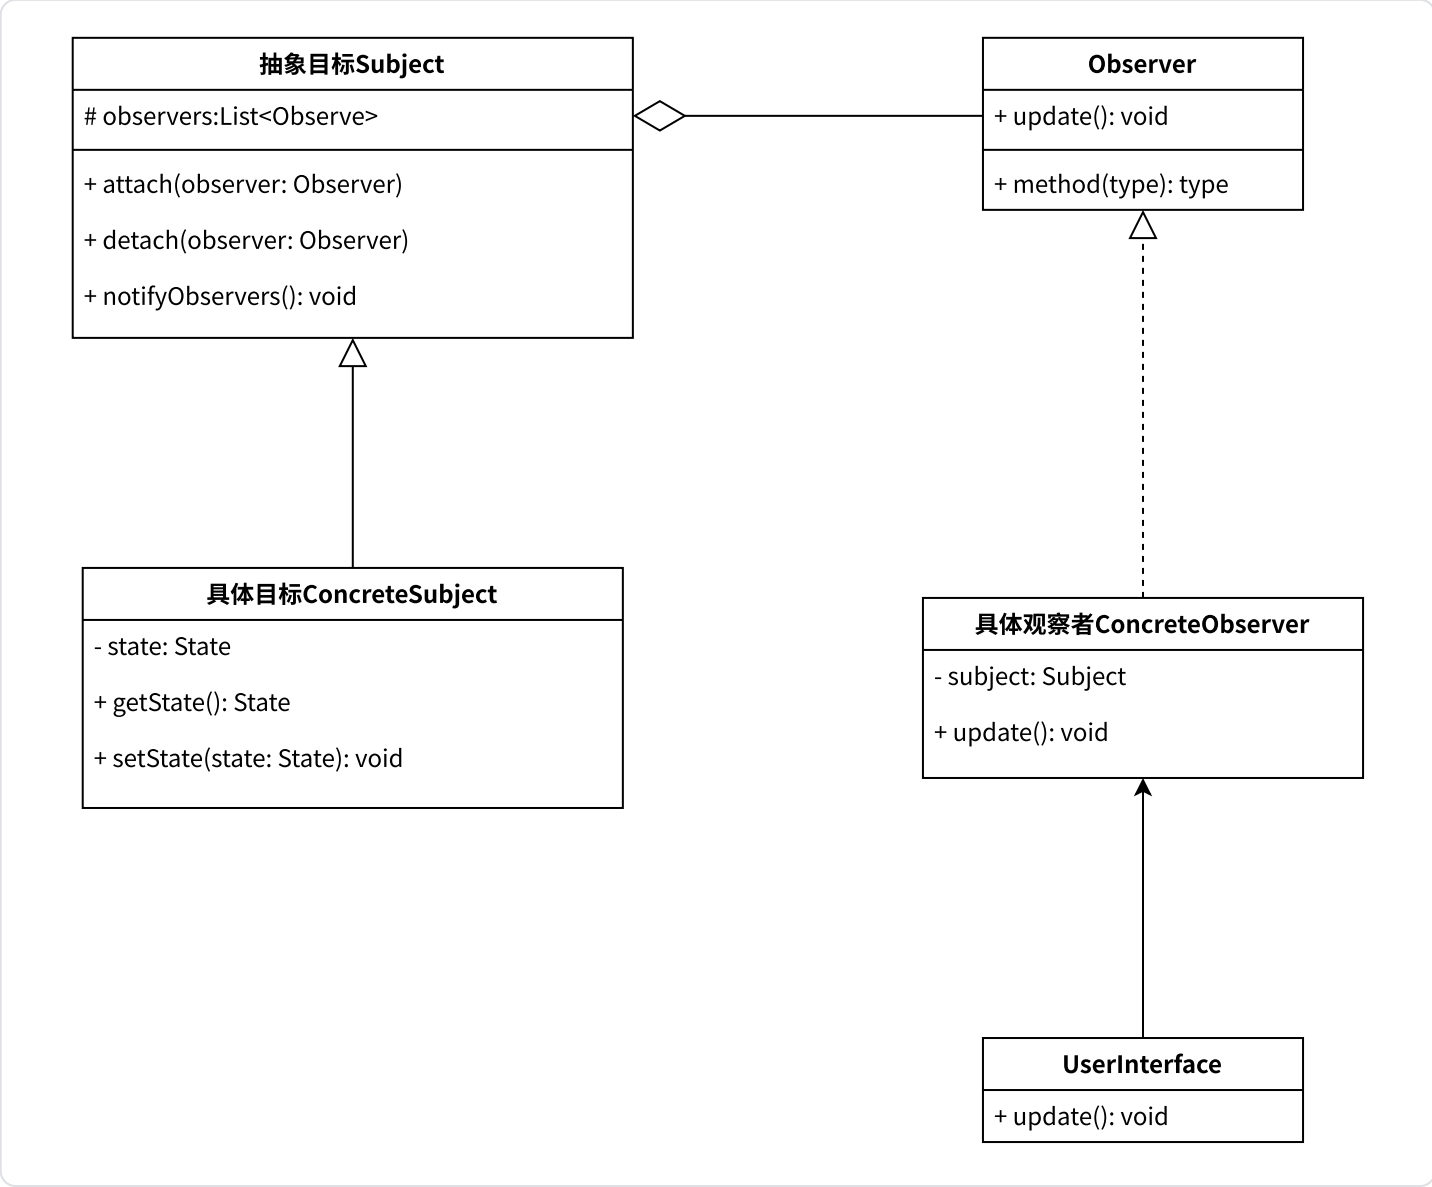 抽象目标Subject
# observers:List<Observe>
+ attach(observer: Observer)
+ detach(observer: Observer)
+ notifyObservers(): void
Observer
+ update(): void
+ method(type): type
具体目标ConcreteSubject
- state: State
+ getState(): State
+ setState(state: State): void
具体观察者ConcreteObserver
- subject: Subject
+ update(): void
UserInterface
+ update(): void